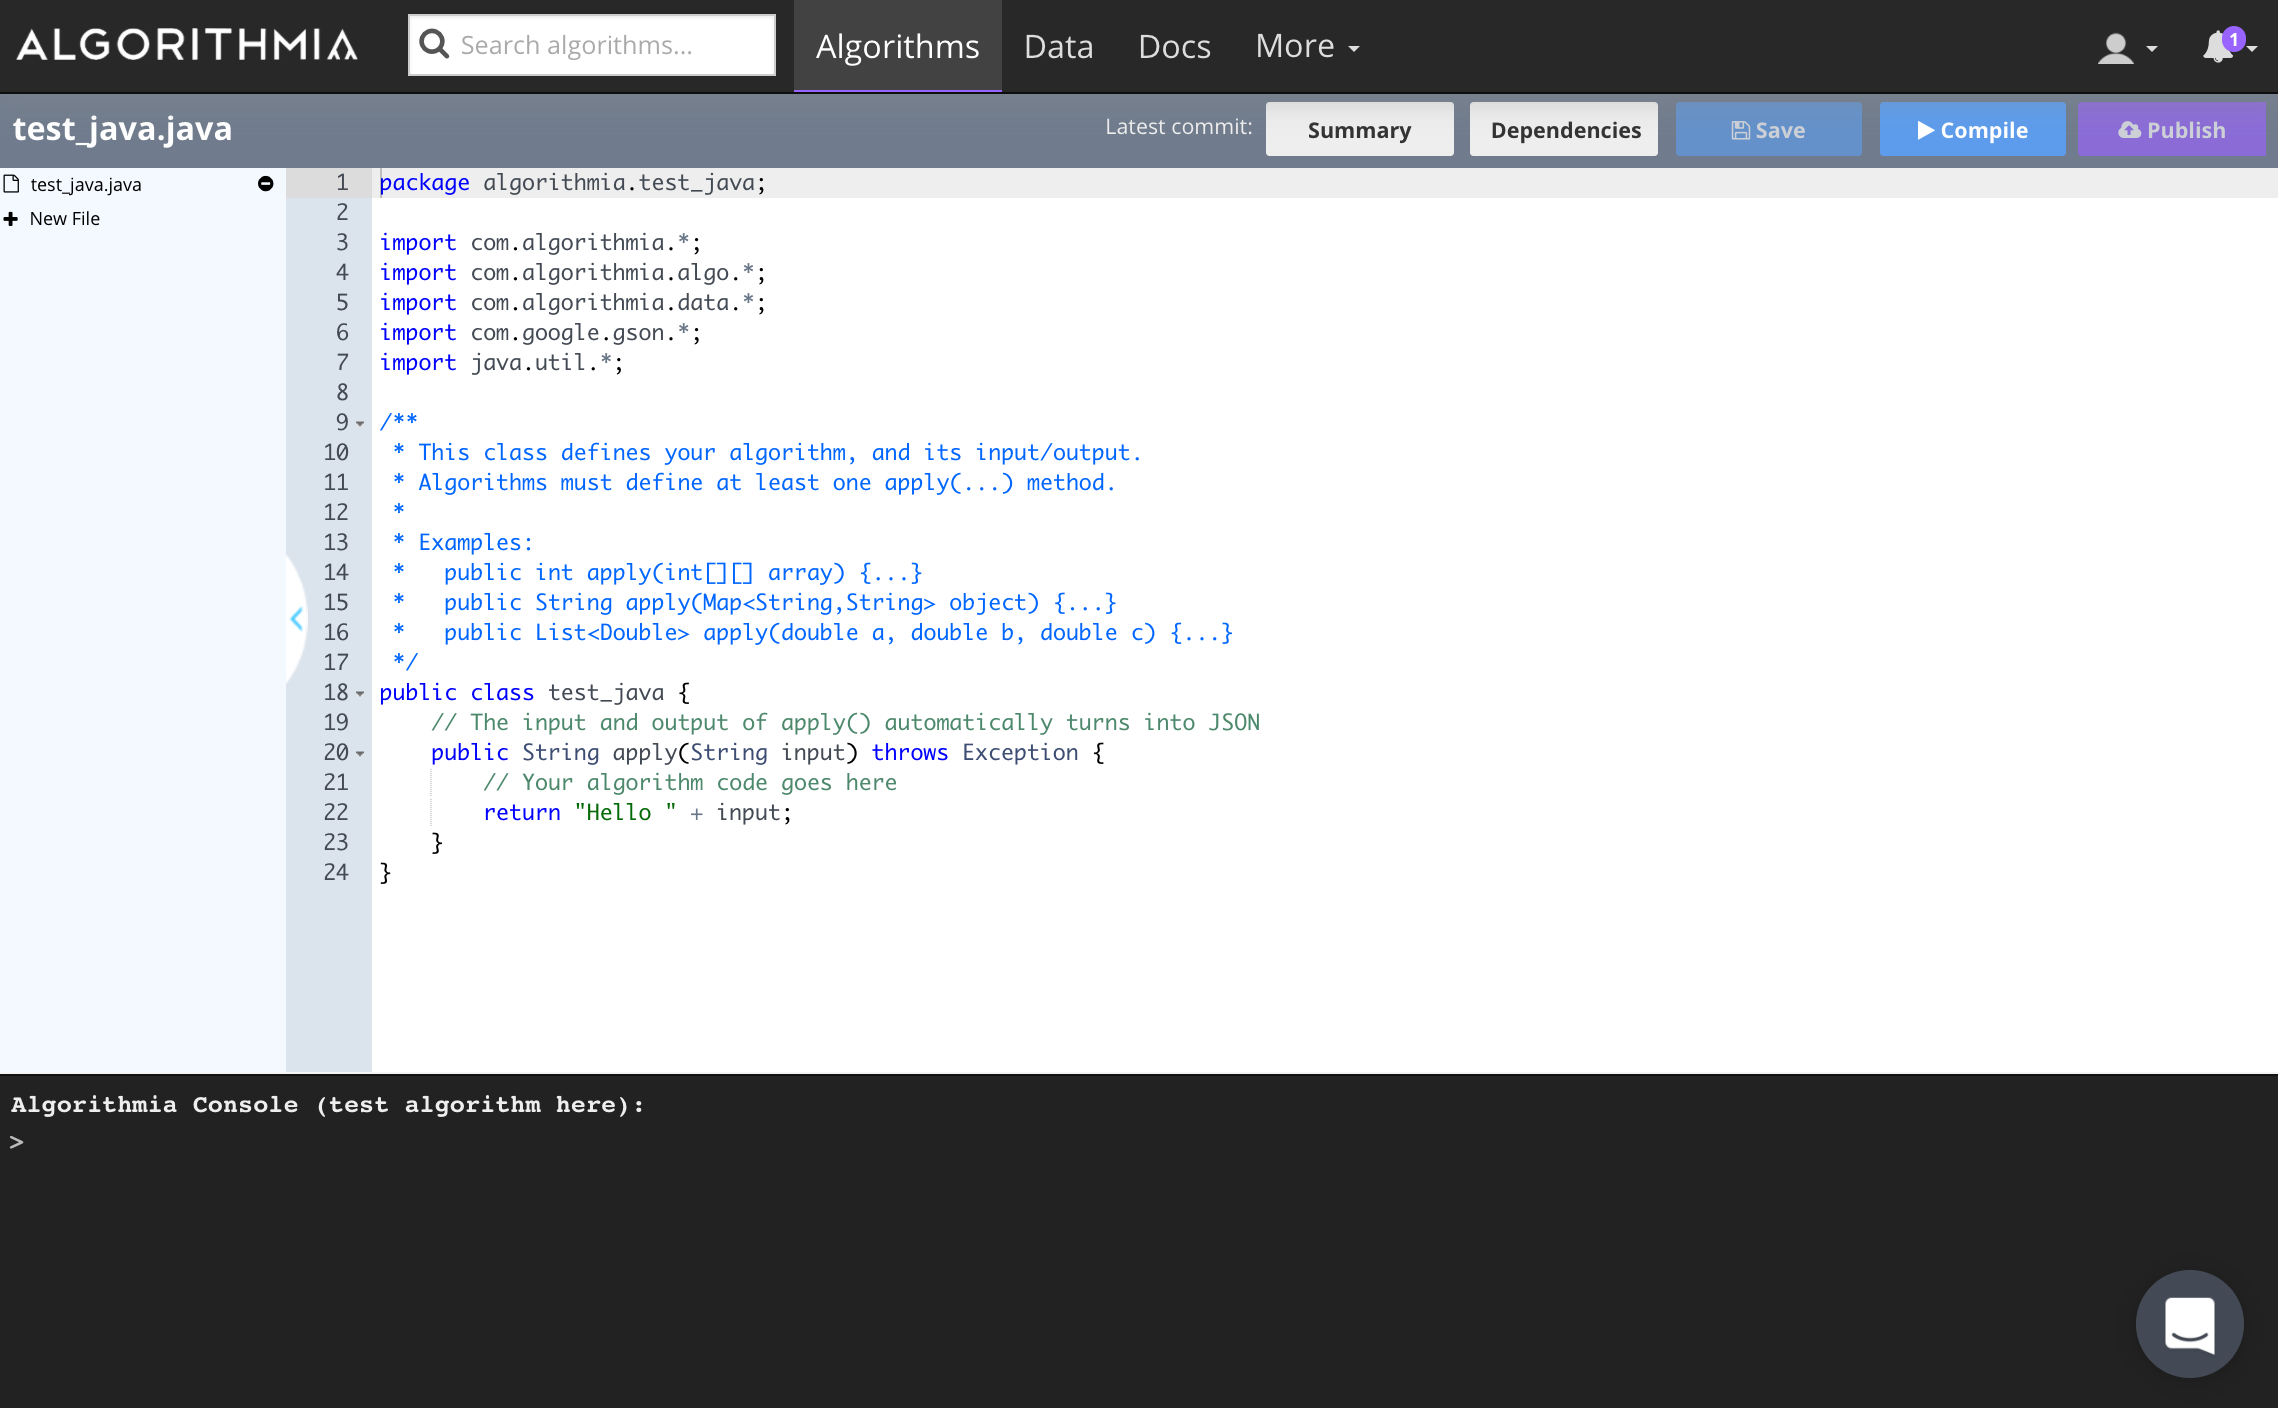 ALGORITHMIA
Search algorithms...
Algorithms
Data
Docs
More
1
test_java.java
Latest commit:
Summary
Dependencies
Save
Compile
Publish
test_java.java
New File
1 package algorithmia.test_java;
2
3 import com.algorithmia.*;
4 import com.algorithmia.algo.*;
5 import com.algorithmia.data.*;
6 import com.google.gson.*;
7 import java.util.*;
8
9 /**
10  * This class defines your algorithm, and its input/output.
11  * Algorithms must define at least one apply(...) method.
12  *
13  * Examples:
14  *   public int apply(int[][] array) {...}
15  *   public String apply(Map<String,String> object) {...}
16  *   public List<Double> apply(double a, double b, double c) {...}
17  */
18 public class test_java {
19     // The input and output of apply() automatically turns into JSON
20     public String apply(String input) throws Exception {
21         // Your algorithm code goes here
22         return "Hello " + input;
23     }
24 }
Algorithmia Console (test algorithm here):
>